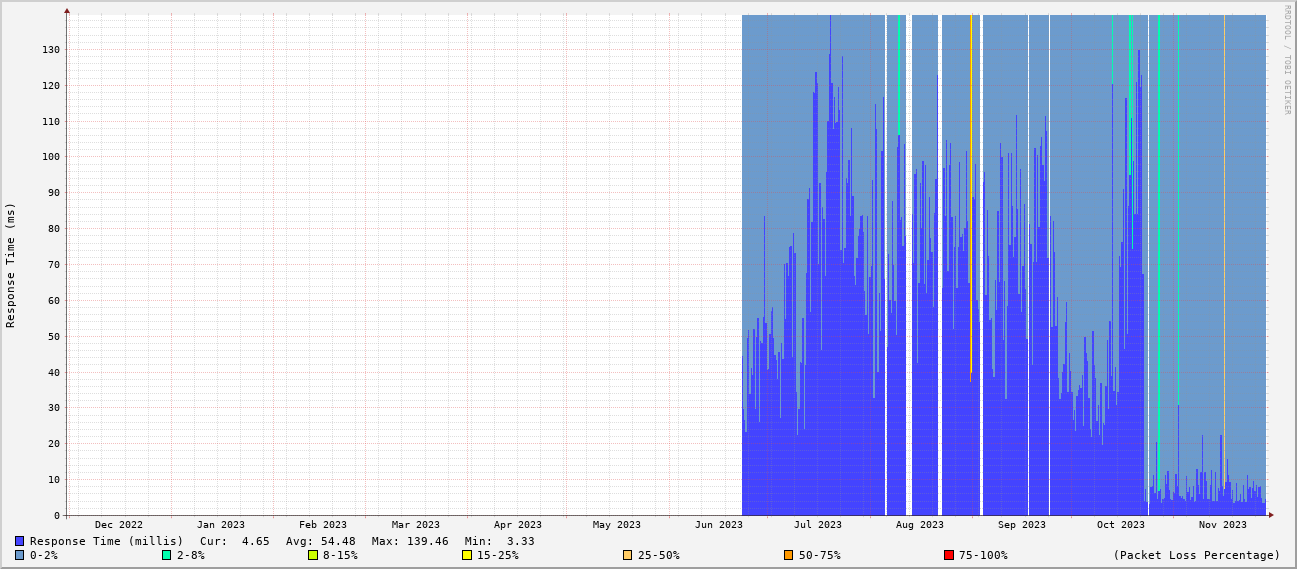 RRDTOOL / TOBI OETIKER
Response Time (ms)
130
120
110
100
90
80
70
60
50
40
30
20
10
0
Dec 2022 Jan 2023 Feb 2023 Mar 2023 Apr 2023 May 2023 Jun 2023 Jul 2023 Aug 2023 Sep 2023 Oct 2023 Nov 2023
Response Time (millis) Cur: 4.65 Avg: 54.48 Max: 139.46 Min: 3.33
0-2% 2-8% 8-15% 15-25% 25-50% 50-75% 75-100% (Packet Loss Percentage)